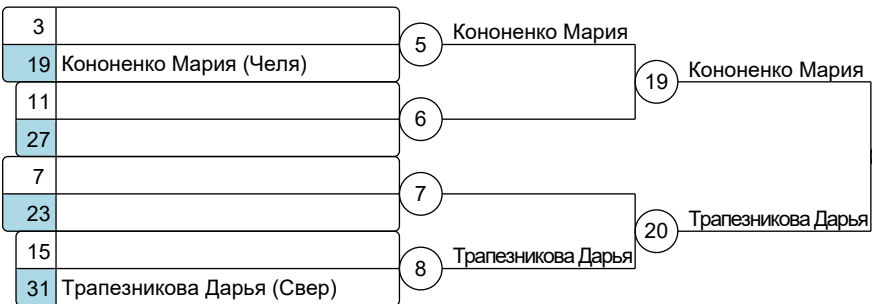 3
Кононенко Мария
5
19 Кононенко Мария (Челя)
Кононенко Мария
19
11
6
27
7
7
23
Трапезникова Дарья
20
15
Трапезникова Дарья
8
31 Трапезникова Дарья (Свер)